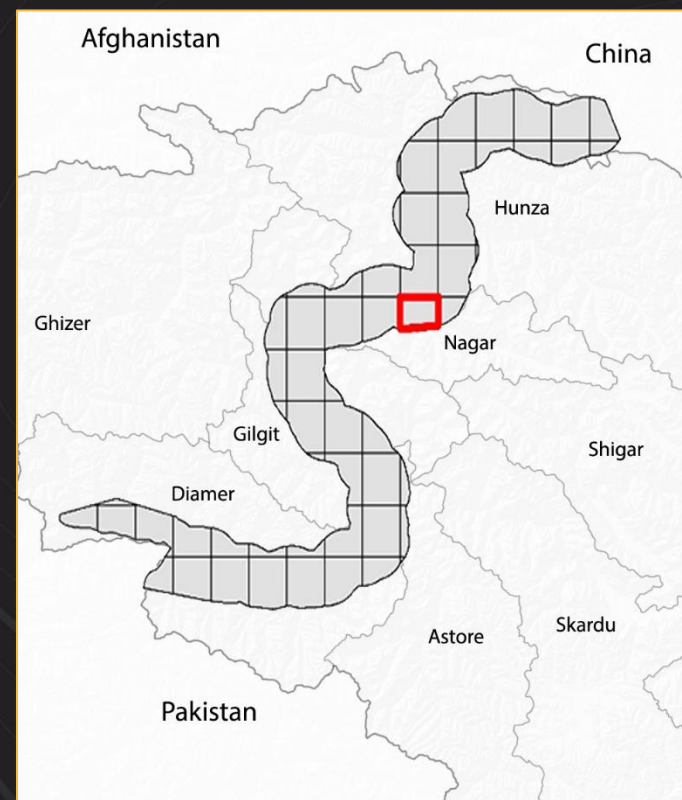 Afghanistan
China
Hunza
Ghizer
Nagar
Gilgit
Shigar
Diamer
Skardu
Astore
Pakistan